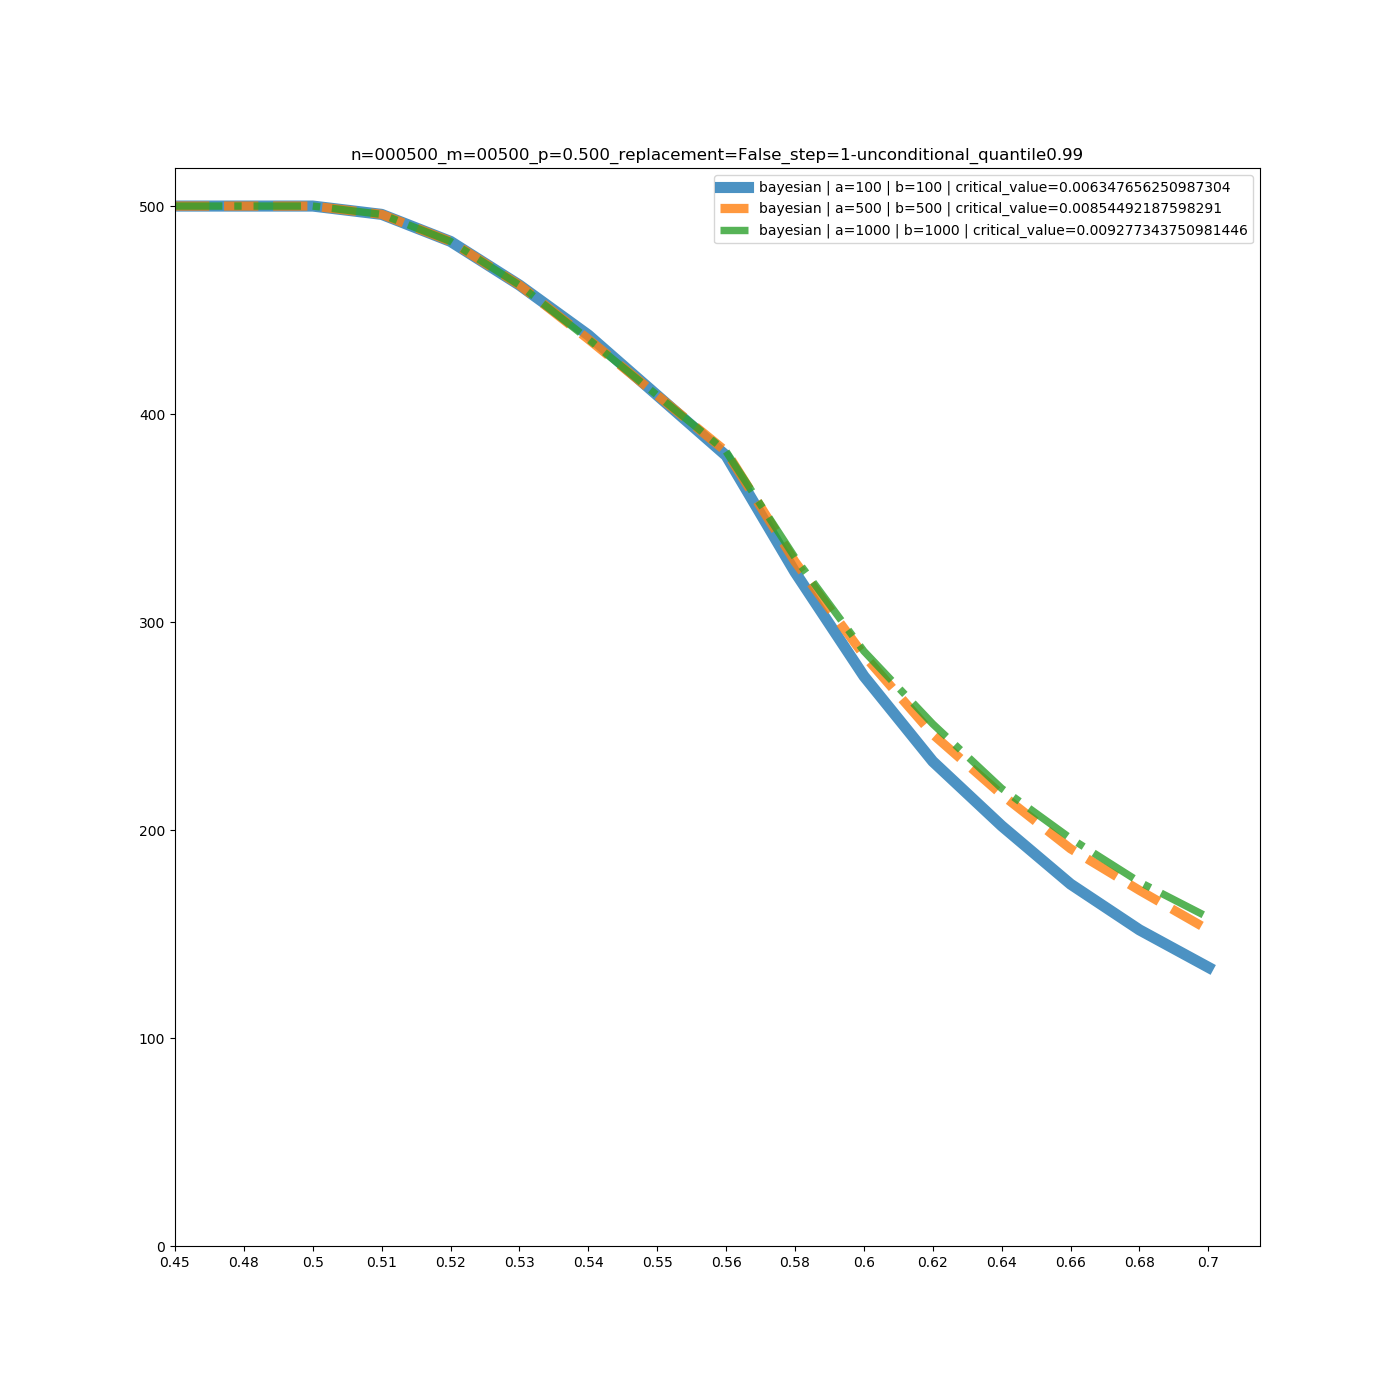 n=000500_m=00500_p=0.500_replacement=False_step=1-unconditional_quantile0.99
bayesian | a=100 | b=100 | critical_value=0.006347656250987304
bayesian | a=500 | b=500 | critical_value=0.00854492187598291
bayesian | a=1000 | b=1000 | critical_value=0.009277343750981446
500
400
300
200
100
0
0.45 0.48 0.5 0.51 0.52 0.53 0.54 0.55 0.56 0.58 0.6 0.62 0.64 0.66 0.68 0.7